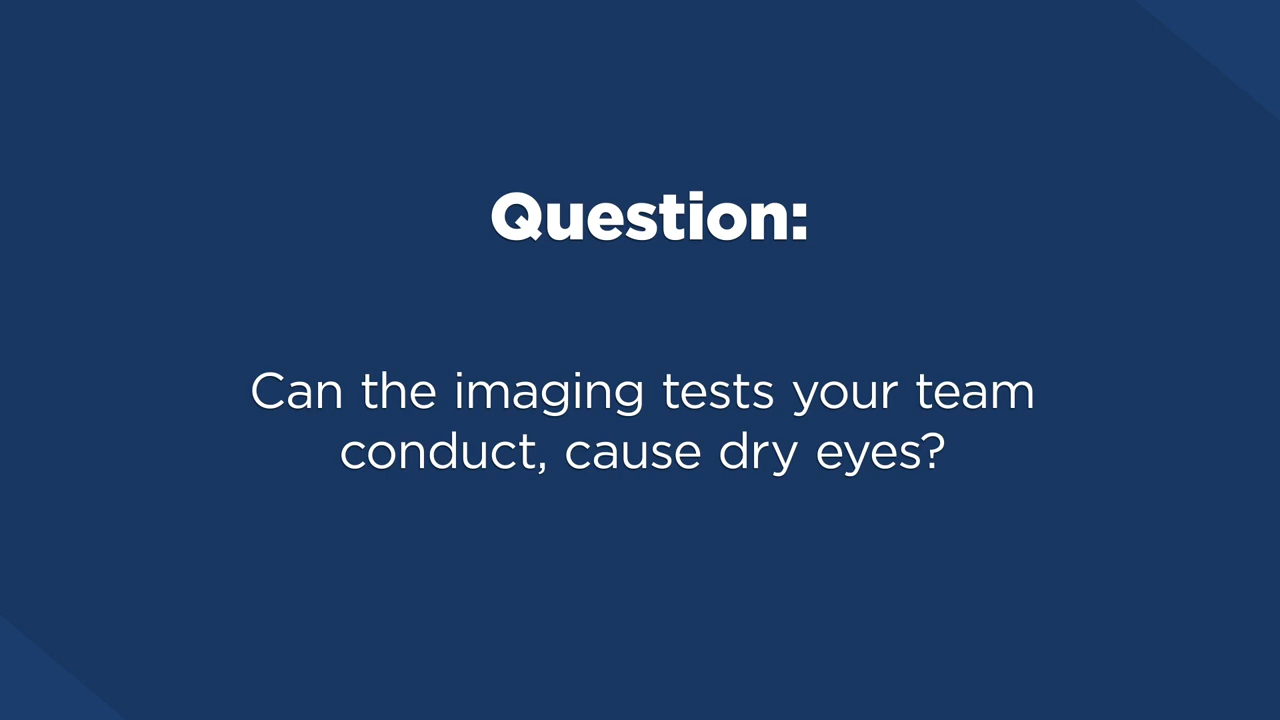 Question:
Can the imaging tests your team
conduct, cause dry eyes?